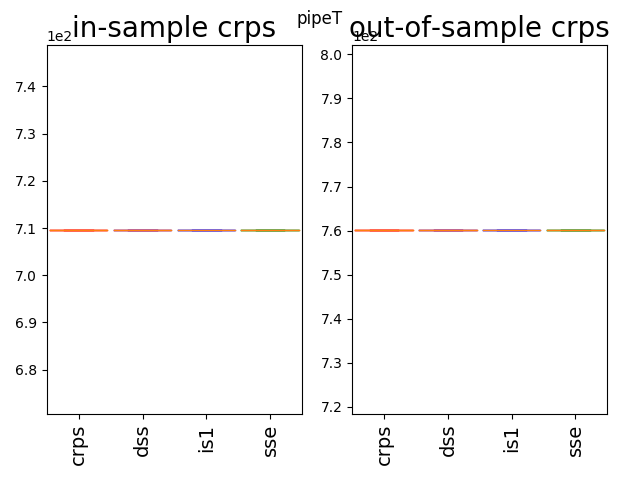 pipeT
in-sample crps
1e2
7.4
7.3
7.2
7.1
7.0
6.9
6.8
crps
dss
is1
sse
out-of-sample crps
1e2
8.0
7.9
7.8
7.7
7.6
7.5
7.4
7.3
7.2
crps
dss
is1
sse